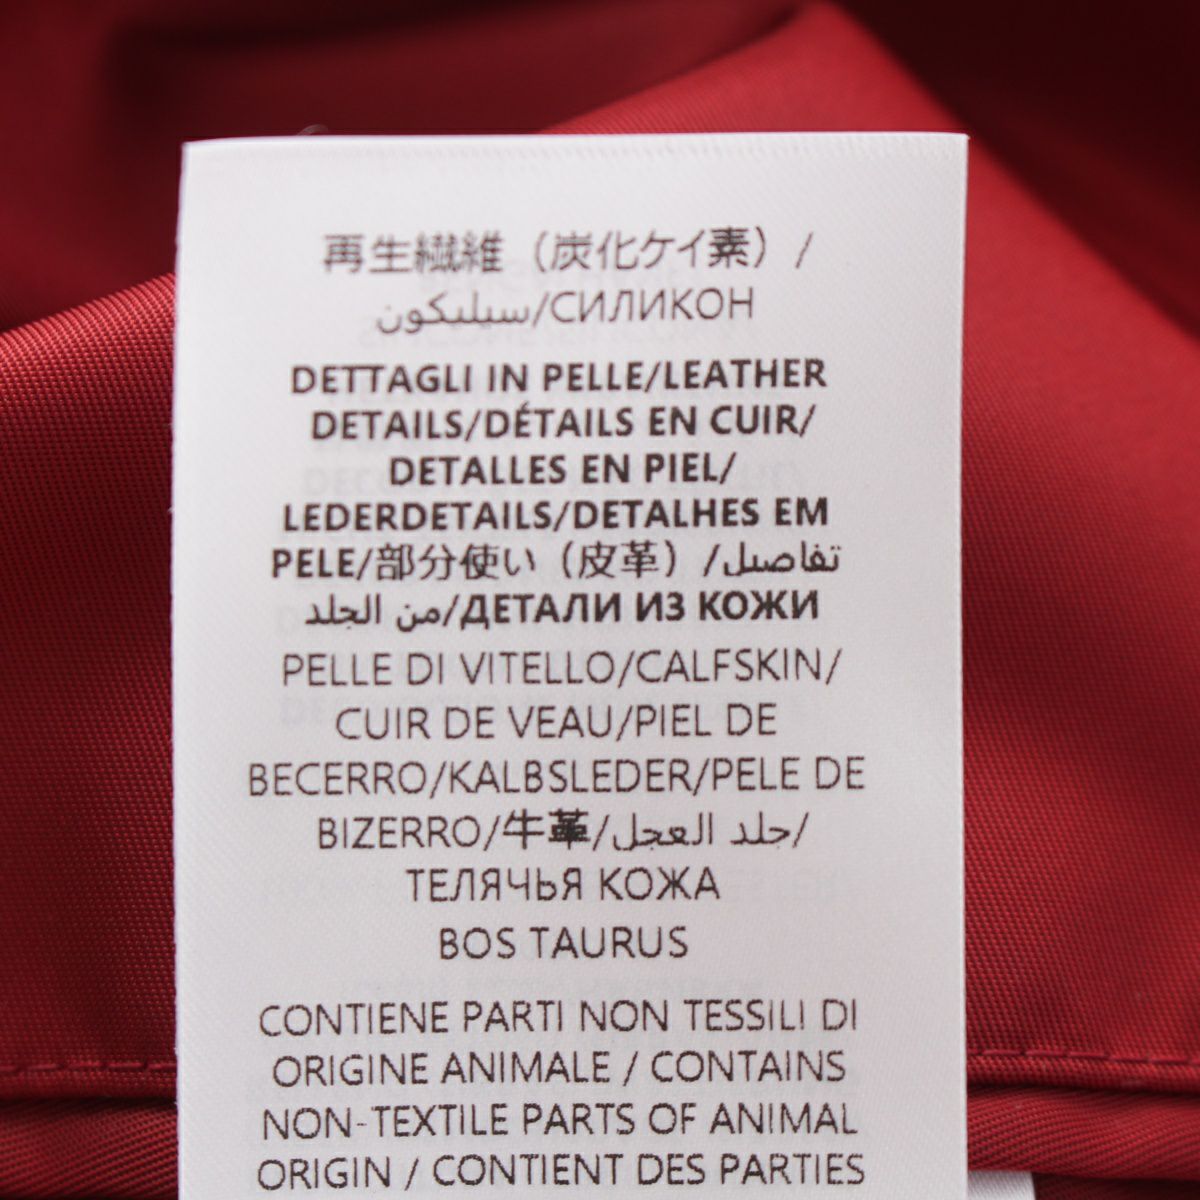 再生繊維（炭化ケイ素）/
سيليكون/СИЛИКОН
DETTAGLI IN PELLE/LEATHER
DETAILS/DÉTAILS EN CUIR/
DETALLES EN PIEL/
LEDERDETAILS/DETALHES EM
PELE/部分使い（皮革）/تفاصيل
من الجلد/ДЕТАЛИ ИЗ КОЖИ
PELLE DI VITELLO/CALFSKIN/
CUIR DE VEAU/PIEL DE
BECERRO/KALBSLEDER/PELE DE
BIZERRO/牛革/جلد العجل/
ТЕЛЯЧЬЯ КОЖА
BOS TAURUS
CONTIENE PARTI NON TESSILI DI
ORIGINE ANIMALE / CONTAINS
NON-TEXTILE PARTS OF ANIMAL
ORIGIN / CONTIENT DES PARTIES